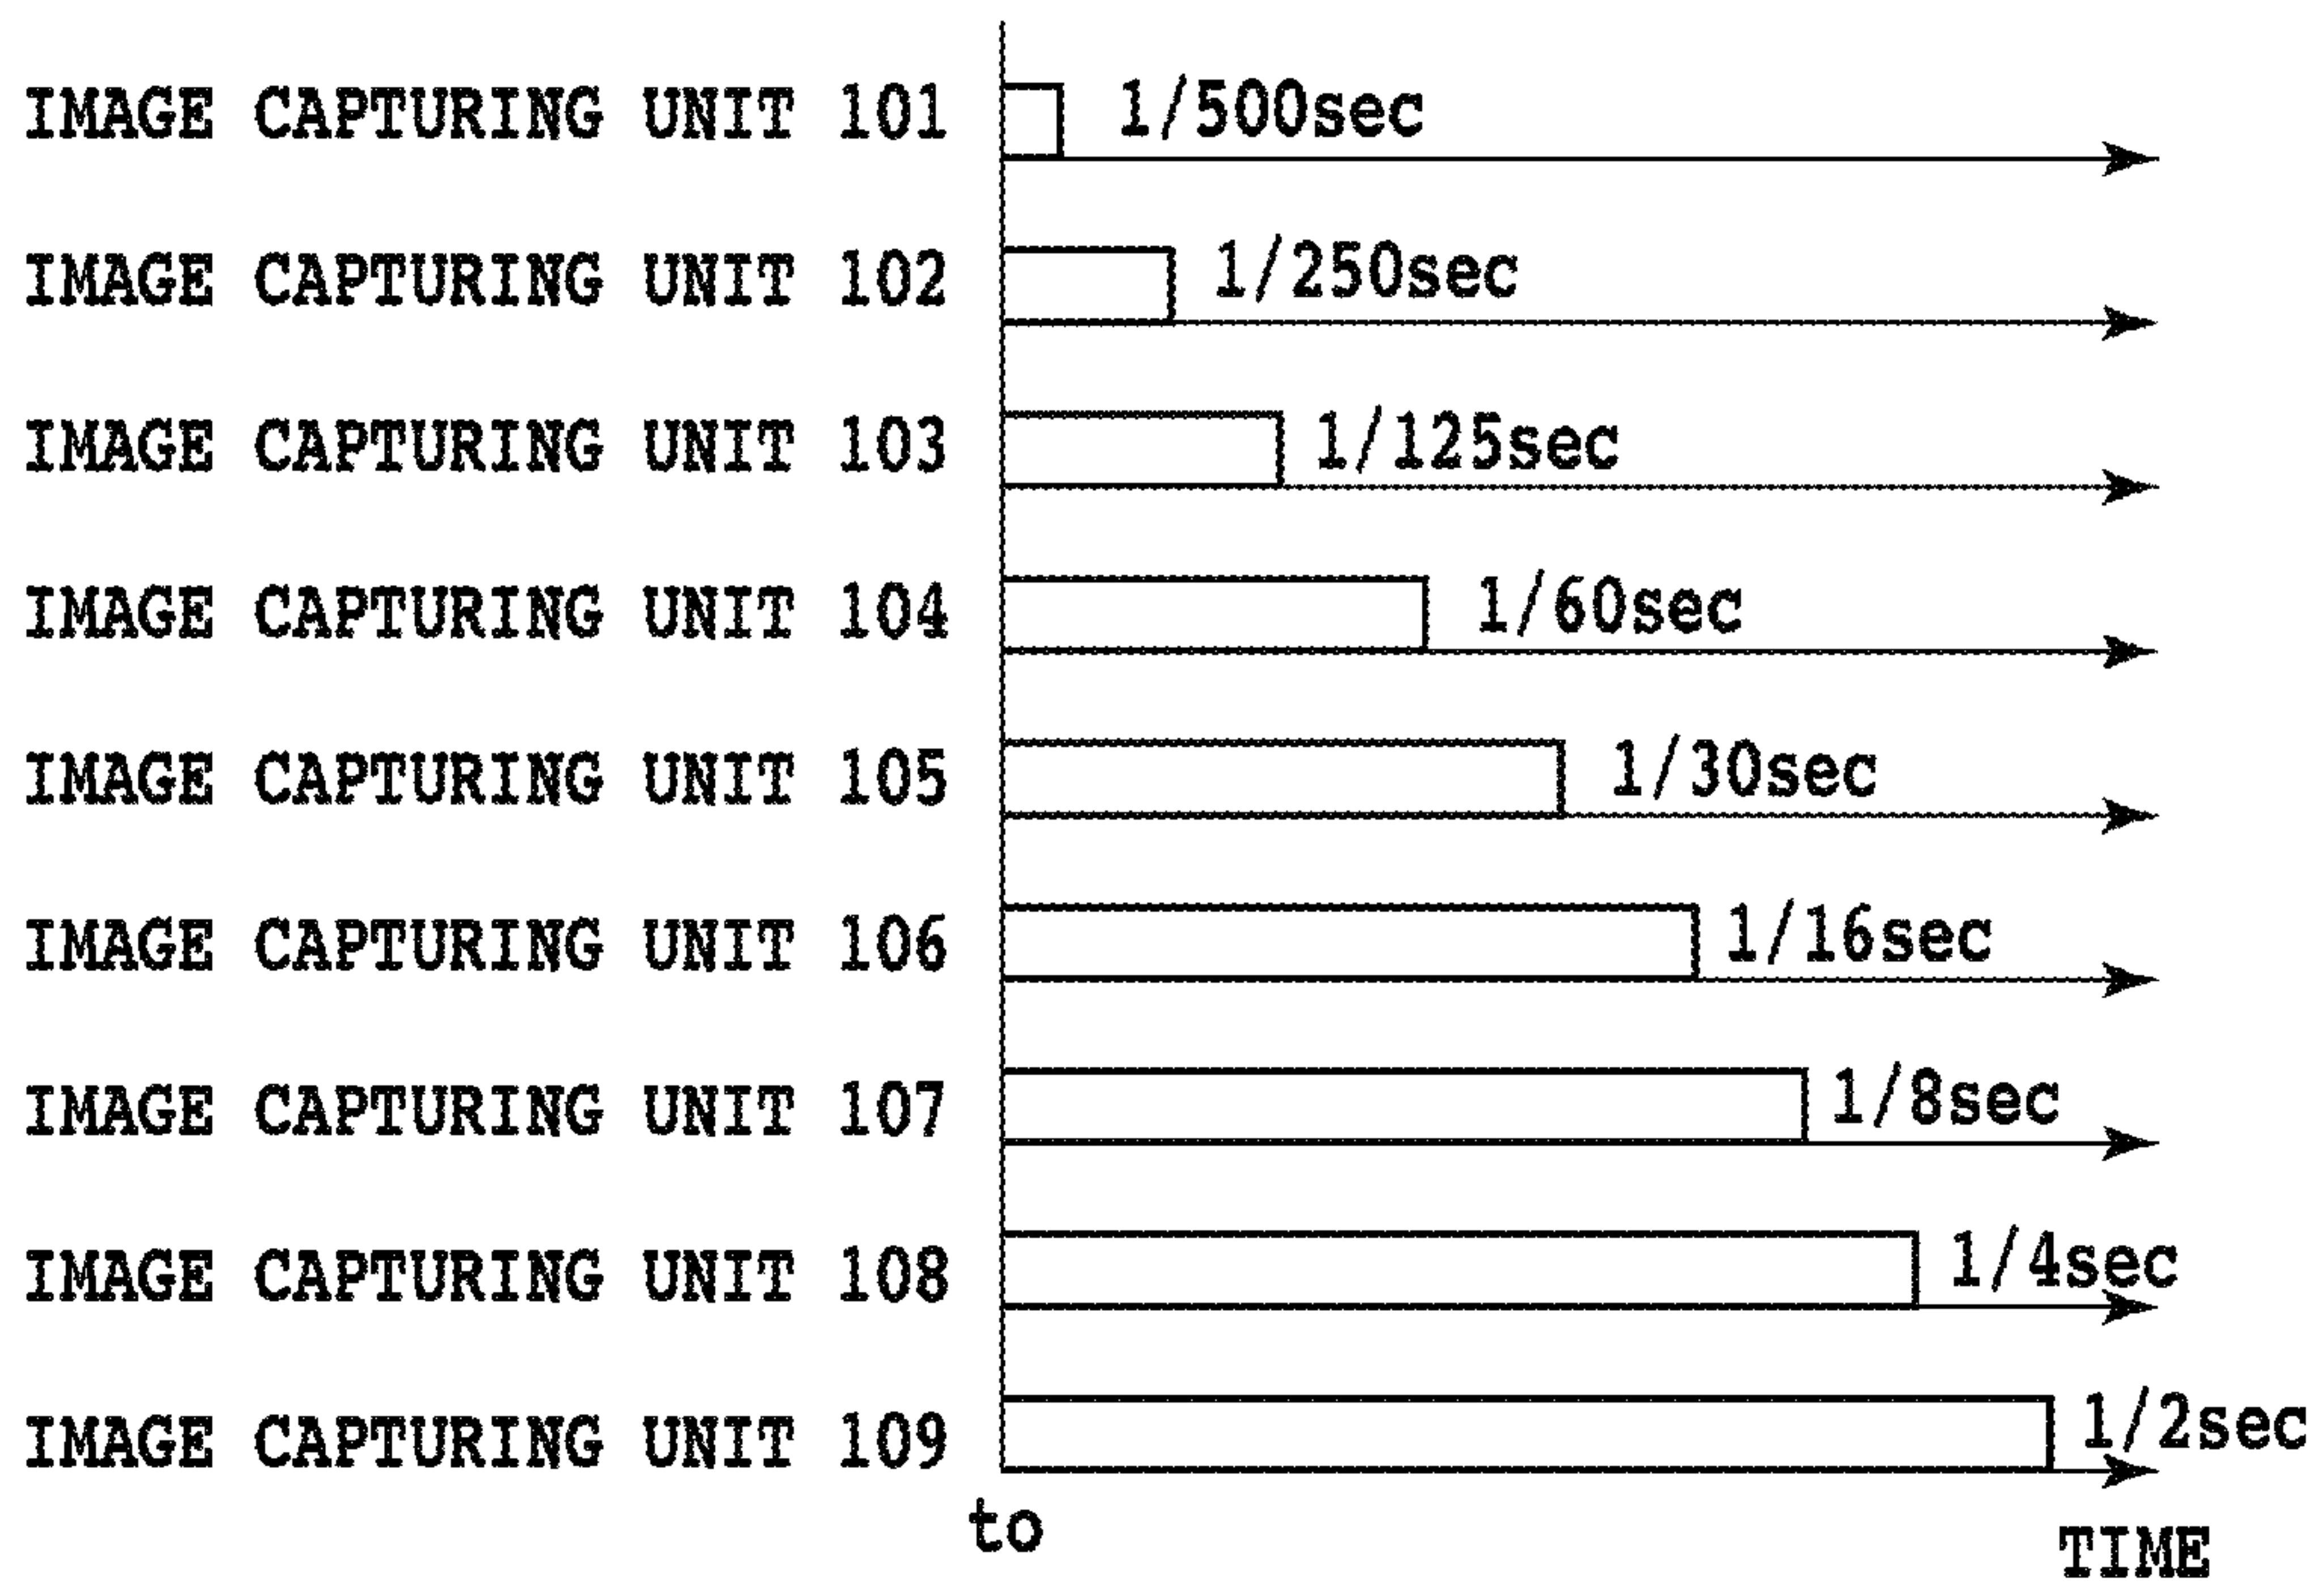 IMAGE CAPTURING UNIT 101 1/500sec
IMAGE CAPTURING UNIT 102 1/250sec
IMAGE CAPTURING UNIT 103 1/125sec
IMAGE CAPTURING UNIT 104 1/60sec
IMAGE CAPTURING UNIT 105 1/30sec
IMAGE CAPTURING UNIT 106 1/16sec
IMAGE CAPTURING UNIT 107 1/8sec
IMAGE CAPTURING UNIT 108 1/4sec
IMAGE CAPTURING UNIT 109 1/2sec
to
TIME